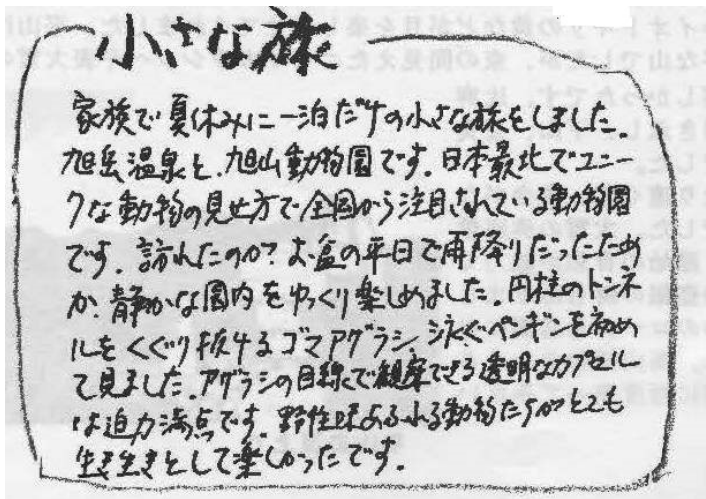 小さな旅
家族で夏休みに一泊だけの小さな旅をしました。
旭岳温泉と、旭山動物園です。日本最北でユニー
クな動物の見せ方で全国から注目されている動物園
です。訪れたのが、お盆の平日で雨降りだったため
か、静かな園内をゆっくり楽しめました。円柱のトンネ
ルをくぐり抜けるゴマアザラシ、泳ぐペンギンを初め
て見ました。アザラシの目線で観察できる透明なカプセル
は迫力満点です。野性味あふれる動物たちがとても
生き生きとして楽しかったです。